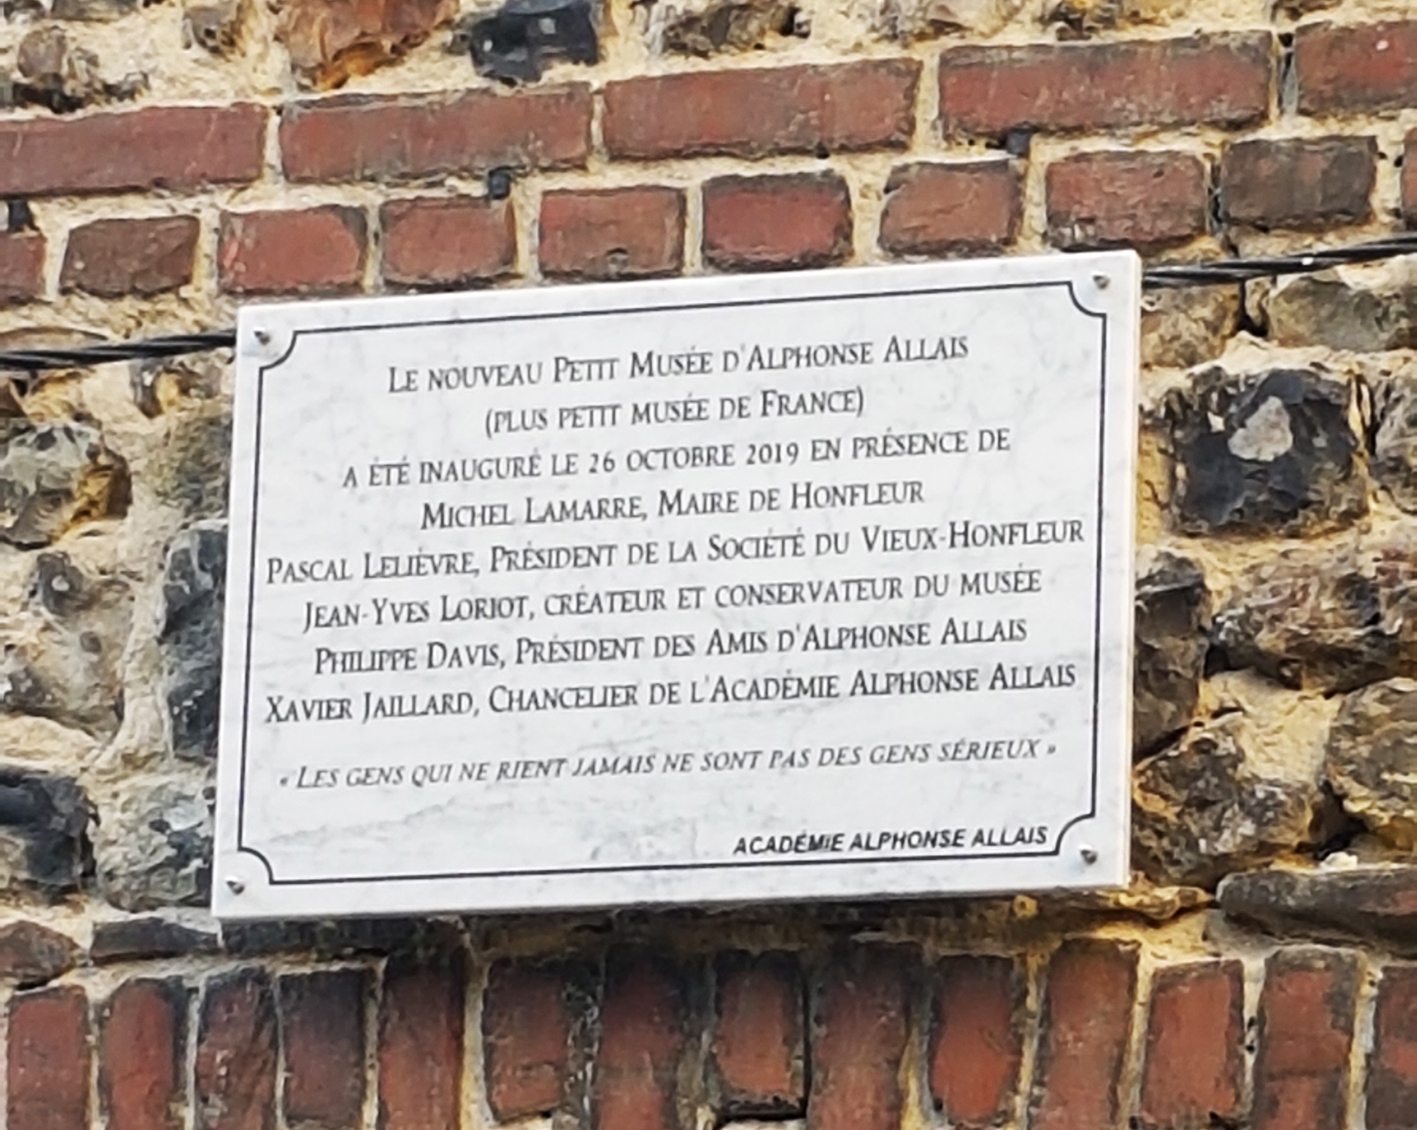 Le nouveau Petit Musée d'Alphonse Allais
(plus petit musée de France)
a été inauguré le 26 octobre 2019 en présence de
Michel Lamarre, Maire de Honfleur
Pascal Lelièvre, Président de la Société du Vieux-Honfleur
Jean-Yves Loriot, créateur et conservateur du musée
Philippe Davis, Président des Amis d'Alphonse Allais
Xavier Jaillard, Chancelier de l'Académie Alphonse Allais
« Les gens qui ne rient jamais ne sont pas des gens sérieux »
ACADÉMIE ALPHONSE ALLAIS